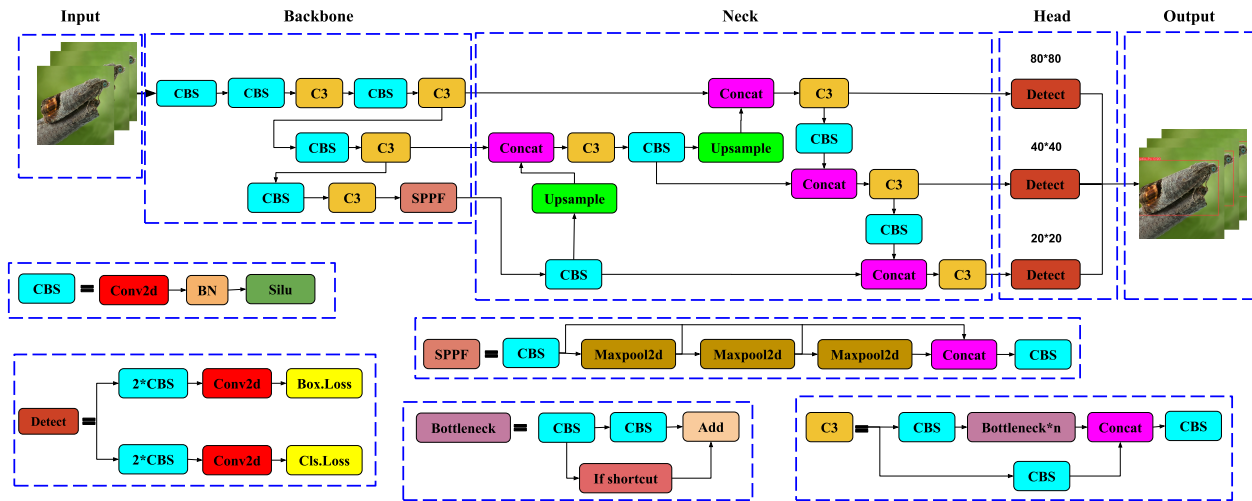 Input Backbone Neck Head Output
80*80
CBS CBS C3 CBS C3 Concat C3 Detect
CBS C3 Concat C3 CBS Upsample CBS 40*40
CBS C3 SPPF Upsample Concat C3 Detect
CBS 20*20
CBS Concat C3 Detect
CBS = Conv2d BN Silu
SPPF = CBS Maxpool2d Maxpool2d Maxpool2d Concat CBS
2*CBS Conv2d Box.Loss
Detect =
2*CBS Conv2d Cls.Loss
Bottleneck = CBS CBS Add
If shortcut
C3 = CBS Bottleneck*n Concat CBS
CBS